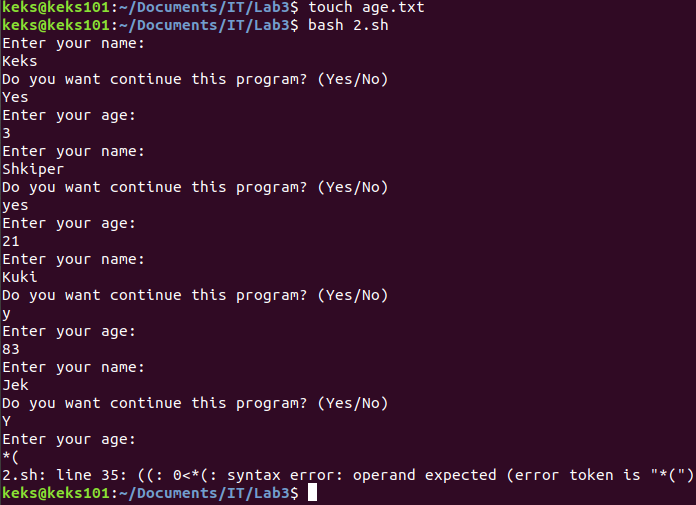 keks@keks101:~/Documents/IT/Lab3$ touch age.txt
keks@keks101:~/Documents/IT/Lab3$ bash 2.sh
Enter your name:
Keks
Do you want continue this program? (Yes/No)
Yes
Enter your age:
3
Enter your name:
Shkiper
Do you want continue this program? (Yes/No)
yes
Enter your age:
21
Enter your name:
Kuki
Do you want continue this program? (Yes/No)
y
Enter your age:
83
Enter your name:
Jek
Do you want continue this program? (Yes/No)
Y
Enter your age:
*(
2.sh: line 35: ((: 0<*(: syntax error: operand expected (error token is "*(")
keks@keks101:~/Documents/IT/Lab3$